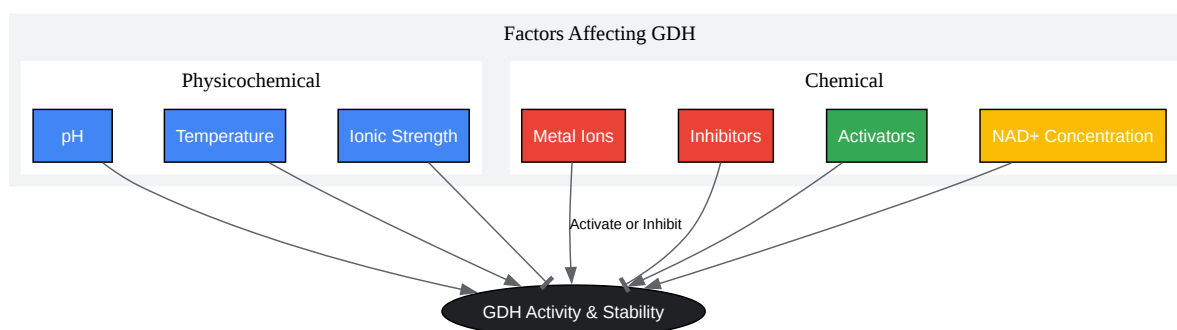 Factors Affecting GDH
Physicochemical
Chemical
pH
Temperature
Ionic Strength
Metal Ions
Inhibitors
Activators
NAD+ Concentration
Activate or Inhibit
GDH Activity & Stability